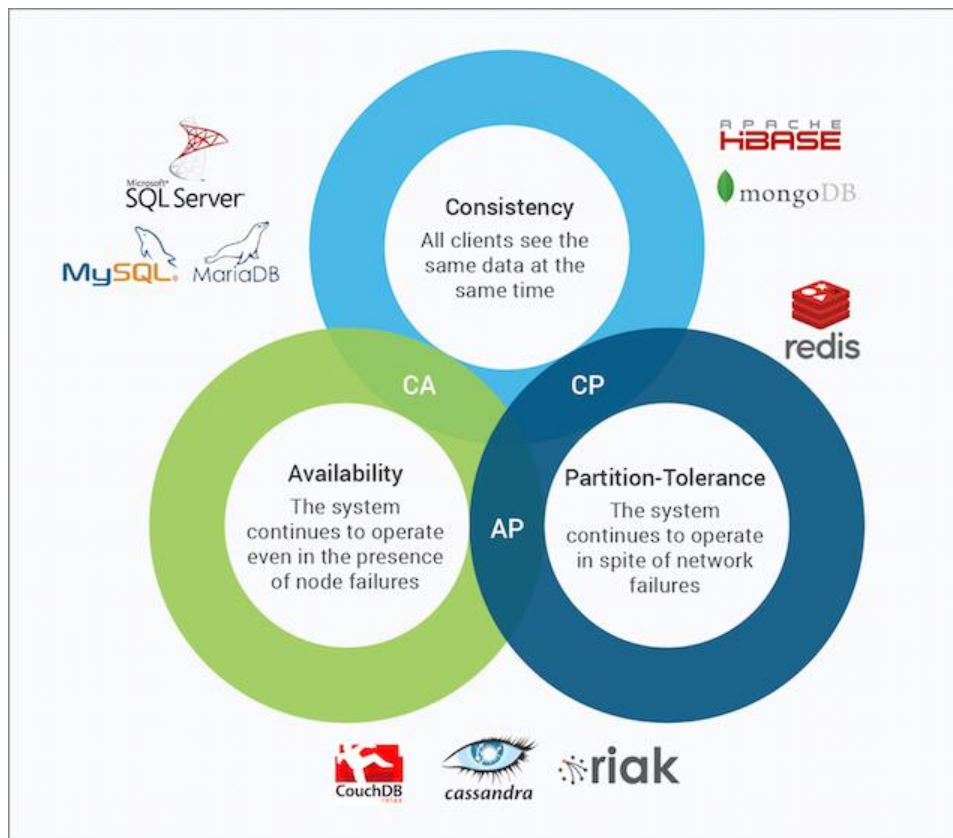 Microsoft®
SQL Server
MySQL®
MariaDB
APACHE
HBASE
mongoDB
redis
Consistency
All clients see the
same data at the
same time
CA
CP
Availability
The system
continues to operate
even in the presence
of node failures
AP
Partition-Tolerance
The system
continues to operate
in spite of network
failures
CouchDB
relax
cassandra
riak